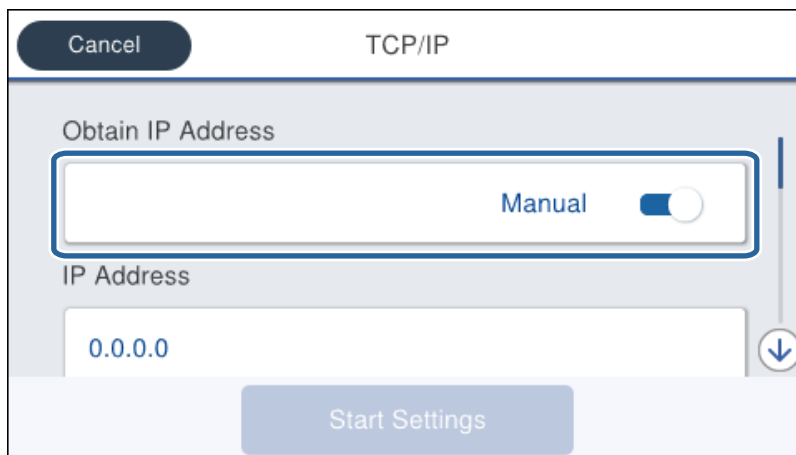 Cancel
TCP/IP
Obtain IP Address
Manual
IP Address
0.0.0.0
Start Settings